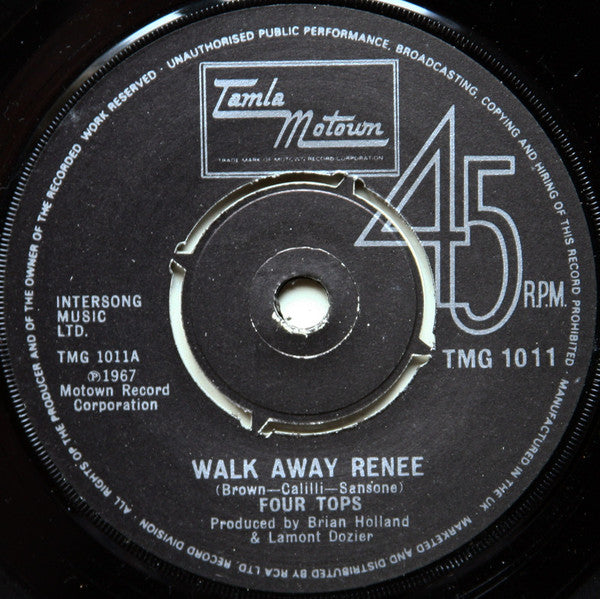 ALL RIGHTS OF THE PRODUCER AND OF THE OWNER OF THE RECORDED WORK RESERVED · UNAUTHORISED PUBLIC PERFORMANCE, BROADCASTING, COPYING AND HIRING OF THIS RECORD PROHIBITED
MANUFACTURED IN THE UK.
MARKETED AND DISTRIBUTED BY RCA LTD. RECORD DIVISION ·
Tamla
Motown
TRADE MARK OF MOTOWN RECORD CORPORATION
45
R.P.M.
INTERSONG
MUSIC
LTD.
TMG 1011A
℗1967
Motown Record
Corporation
TMG 1011
WALK AWAY RENEE
(Brown—Calilli—Sansone)
FOUR TOPS
Produced by Brian Holland
& Lamont Dozier